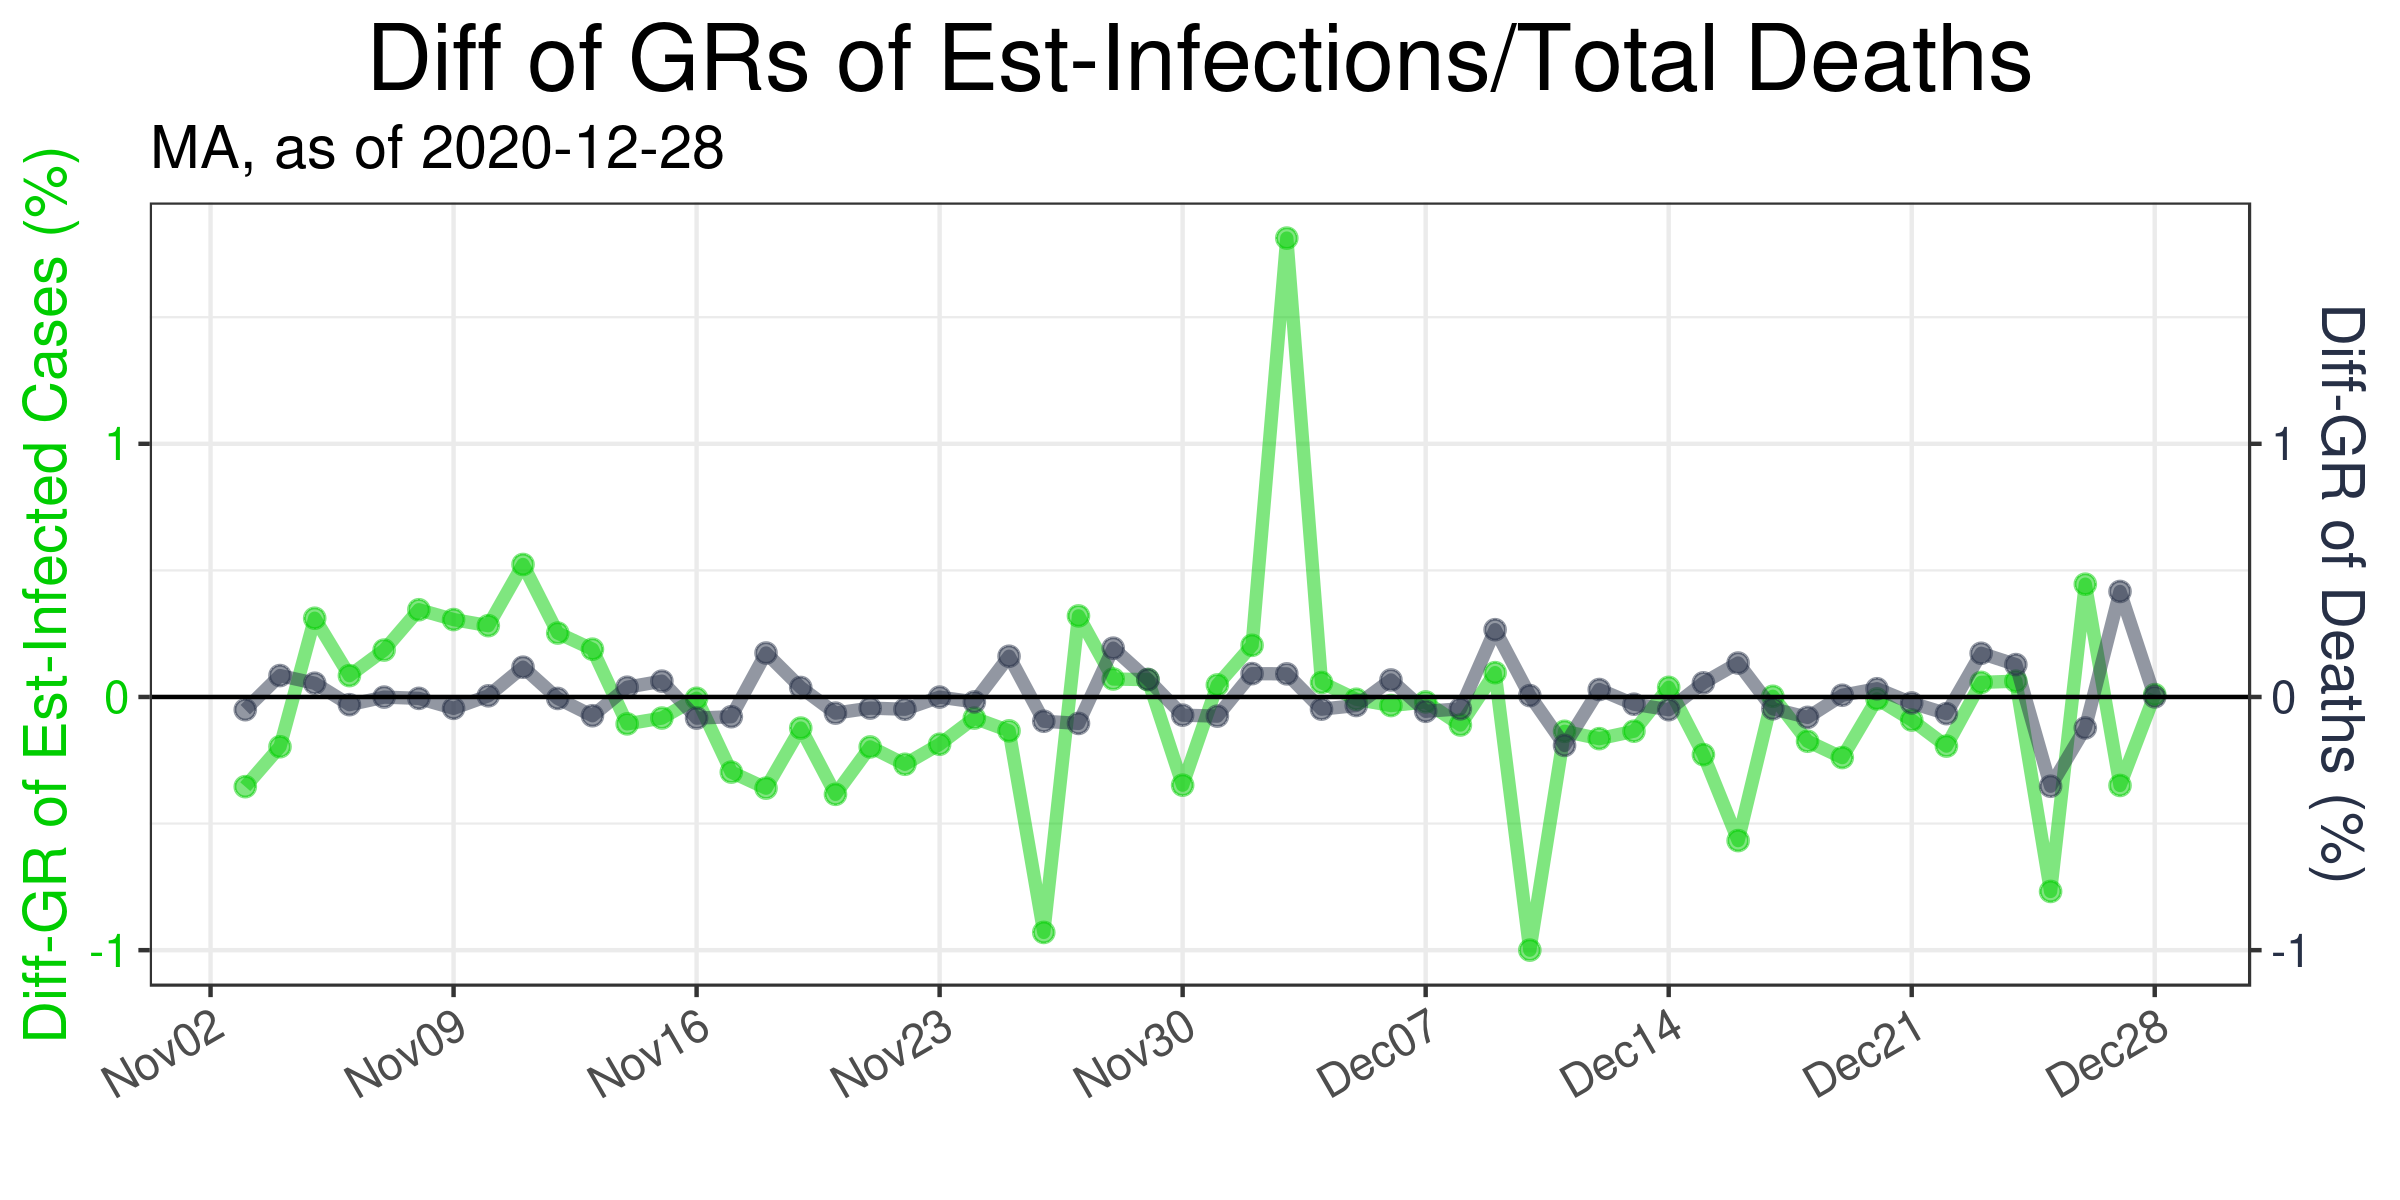 Diff of GRs of Est-Infections/Total Deaths
MA, as of 2020-12-28
Diff-GR of Est-Infected Cases (%)
1
0
-1
1
0
-1
Diff-GR of Deaths (%)
Nov02
Nov09
Nov16
Nov23
Nov30
Dec07
Dec14
Dec21
Dec28